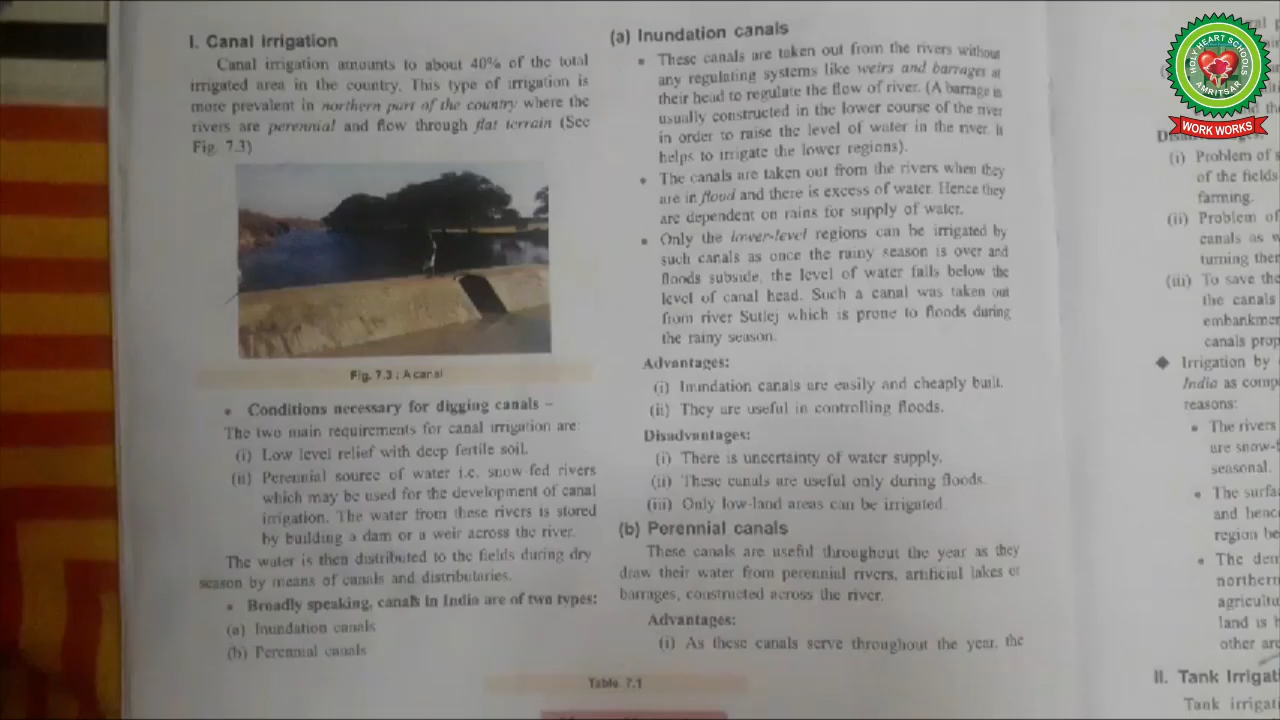 I. Canal Irrigation
Canal irrigation amounts to about 40% of the total
irrigated area in the country. This type of irrigation is
more prevalent in northern part of the country where the
rivers are perennial and flow through flat terrain (See
Fig. 7.3)
Fig. 7.3 : A canal
• Conditions necessary for digging canals –
The two main requirements for canal irrigation are:
(i) Low level relief with deep fertile soil.
(ii) Perennial source of water i.e. snow-fed rivers
which may be used for the development of canal
irrigation. The water from these rivers is stored
by building a dam or a weir across the river.
The water is then distributed to the fields during dry
season by means of canals and distributaries.
• Broadly speaking, canals in India are of two types:
(a) Inundation canals
(b) Perennial canals
(a) Inundation canals
• These canals are taken out from the rivers without
any regulating systems like weirs and barrages at
their head to regulate the flow of river. (A barrage is
usually constructed in the lower course of the river
in order to raise the level of water in the river. It
helps to irrigate the lower regions).
• The canals are taken out from the rivers when they
are in flood and there is excess of water. Hence they
are dependent on rains for supply of water.
• Only the lower-level regions can be irrigated by
such canals as once the rainy season is over and
floods subside, the level of water falls below the
level of canal head. Such a canal was taken out
from river Sutlej which is prone to floods during
the rainy season.
Advantages:
(i) Inundation canals are easily and cheaply built.
(ii) They are useful in controlling floods.
Disadvantages:
(i) There is uncertainty of water supply.
(ii) These canals are useful only during floods.
(iii) Only low-land areas can be irrigated.
(b) Perennial canals
These canals are useful throughout the year as they
draw their water from perennial rivers, artificial lakes or
barrages, constructed across the river.
Advantages:
(i) As these canals serve throughout the year, the
Table 7.1
(i) Problem of
of the fields
farming.
(ii) Problem of
canals as
turning
(iii) To save
the canals
canals
◆ Irrigation by
India as
reasons:
• The rivers
are
seasonal.
• The
and
region
• The
northern
land is
other
II. Tank
Tank
HOLY HEART SCHOOLS
AMRITSAR
WORK WORKS